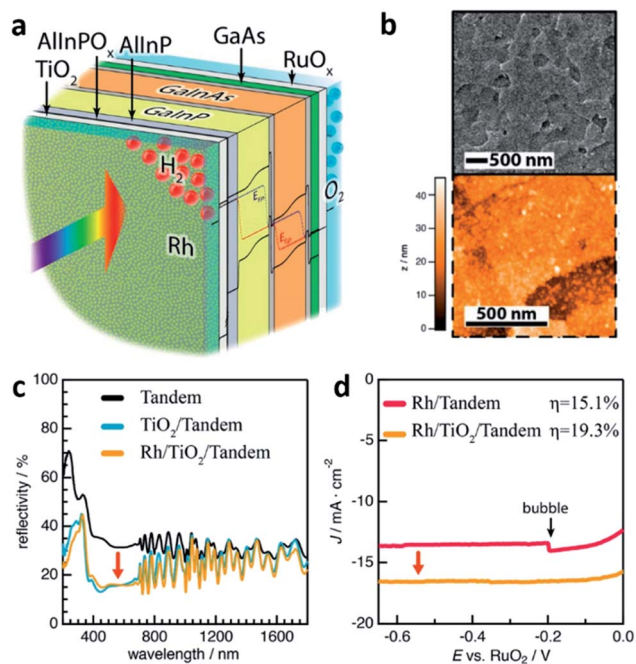 a
AlInPOₓ AlInP GaAs RuOₓ
TiO₂
GaInAs
GaInP
H₂
O₂
Rh
b
500 nm
z / nm
40
30
20
10
0
500 nm
c
reflectivity / %
100
80
60
40
20
0
Tandem
TiO₂/Tandem
Rh/TiO₂/Tandem
400 800 1200 1600
wavelength / nm
d
J / mA · cm⁻²
0
-5
-10
-15
-20
Rh/Tandem η=15.1%
Rh/TiO₂/Tandem η=19.3%
bubble
-0.6 -0.4 -0.2 0.0
E vs. RuO₂ / V